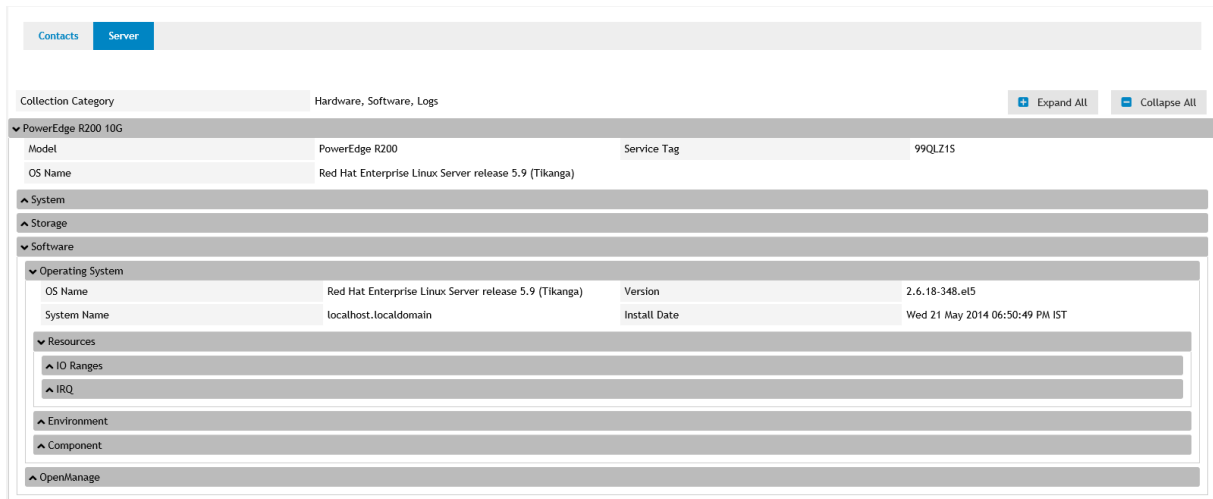 Contacts Server
Collection Category Hardware, Software, Logs Expand All Collapse All
PowerEdge R200 10G
Model PowerEdge R200 Service Tag 99QLZ1S
OS Name Red Hat Enterprise Linux Server release 5.9 (Tikanga)
System
Storage
Software
Operating System
OS Name Red Hat Enterprise Linux Server release 5.9 (Tikanga) Version 2.6.18-348.el5
System Name localhost.localdomain Install Date Wed 21 May 2014 06:50:49 PM IST
Resources
IO Ranges
IRQ
Environment
Component
OpenManage